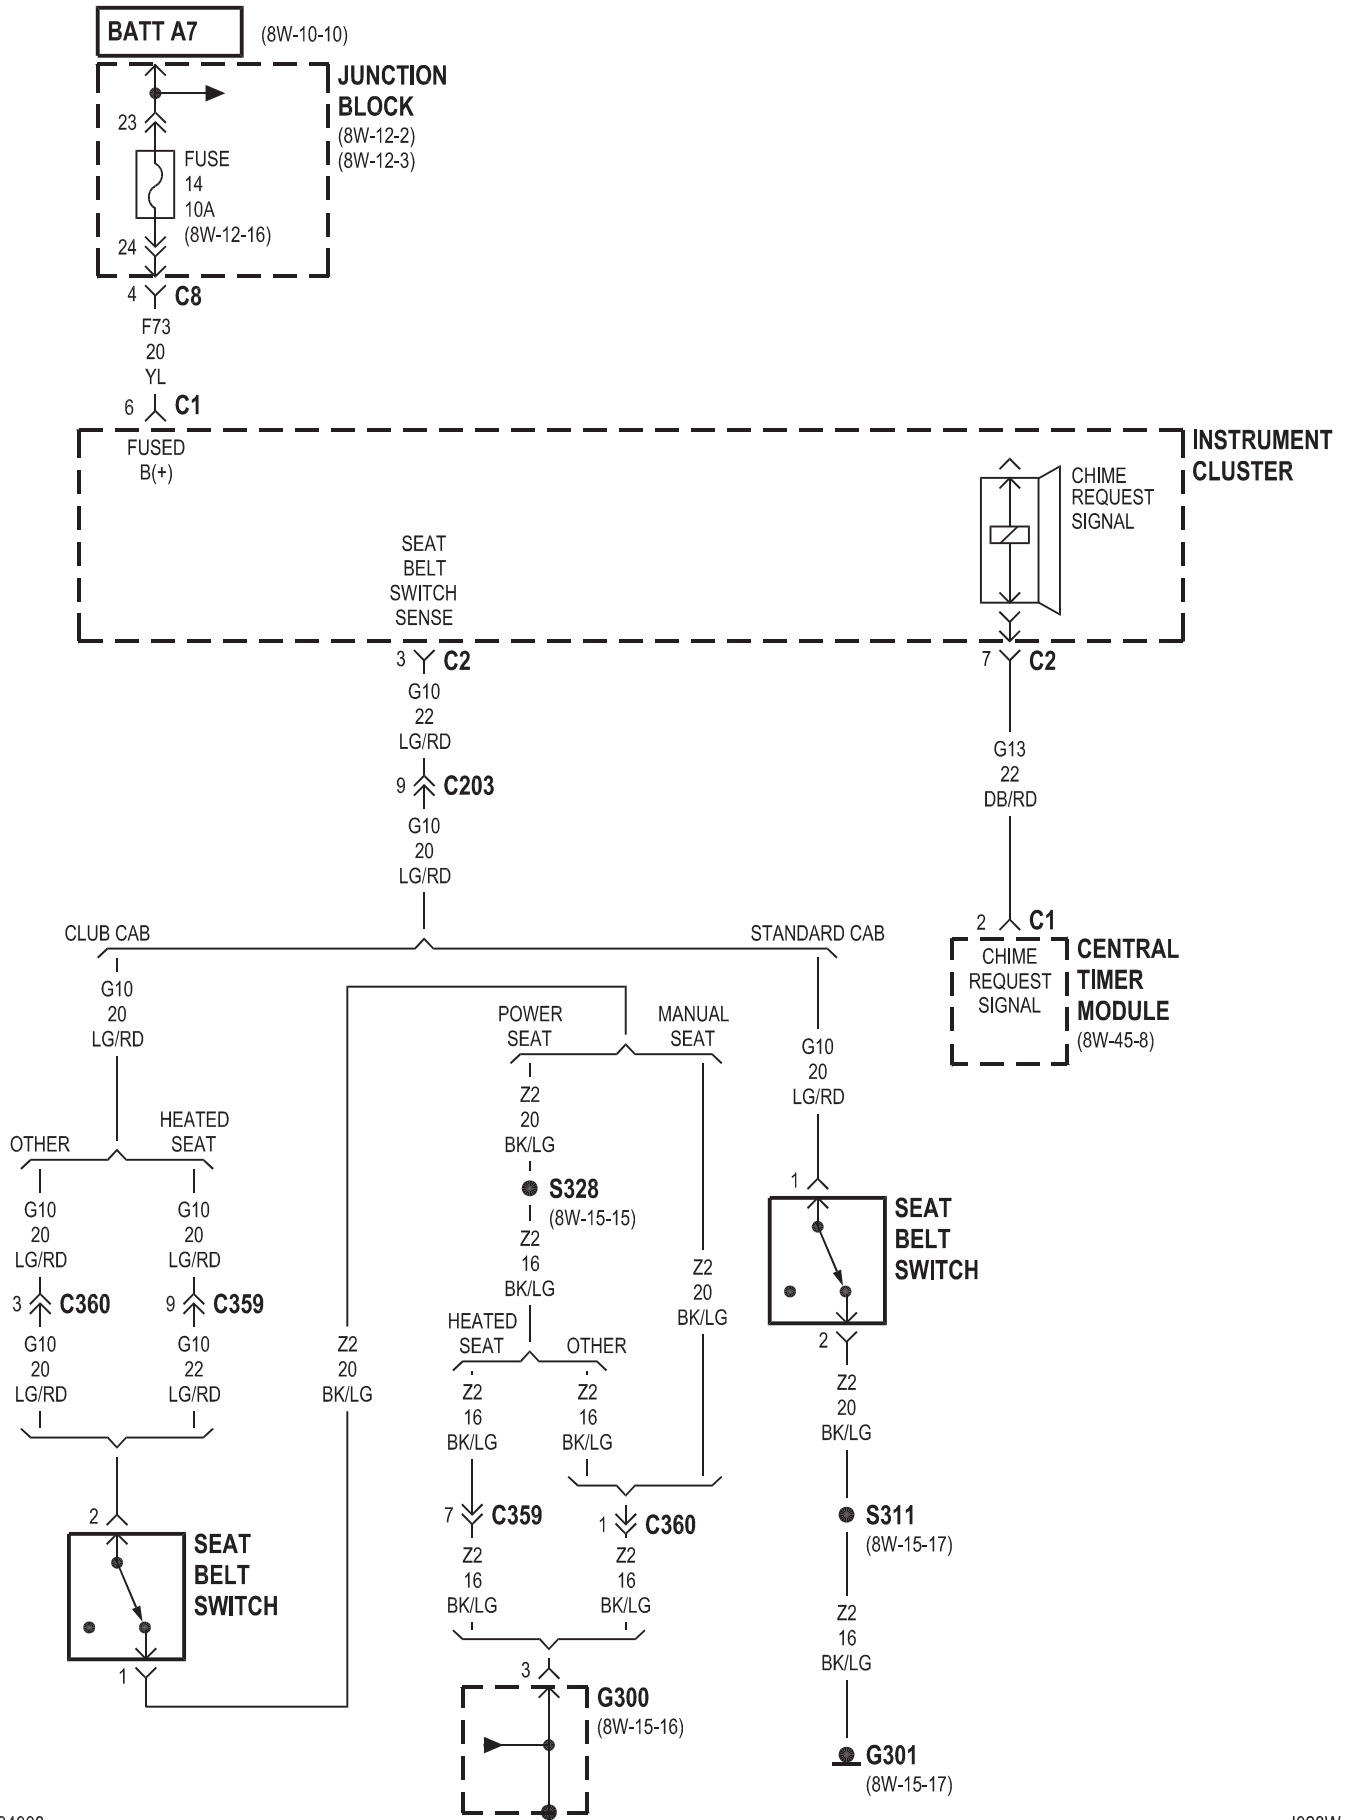 BATT A7
(8W-10-10)
JUNCTION
BLOCK
(8W-12-2)
(8W-12-3)
23
FUSE
14
10A
(8W-12-16)
24
4
C8
F73
20
YL
6
C1
FUSED
B(+)
INSTRUMENT
CLUSTER
CHIME
REQUEST
SIGNAL
SEAT
BELT
SWITCH
SENSE
3
C2
7
C2
G10
22
LG/RD
G13
22
DB/RD
9
C203
G10
20
LG/RD
2
C1
CENTRAL
TIMER
MODULE
(8W-45-8)
CHIME
REQUEST
SIGNAL
CLUB CAB
STANDARD CAB
G10
20
LG/RD
POWER
SEAT
MANUAL
SEAT
G10
20
LG/RD
Z2
20
BK/LG
OTHER
HEATED
SEAT
S328
(8W-15-15)
1
SEAT
BELT
SWITCH
G10
20
LG/RD
G10
20
LG/RD
Z2
16
BK/LG
Z2
20
BK/LG
3
C360
9
C359
HEATED
SEAT
OTHER
2
G10
20
LG/RD
G10
22
LG/RD
Z2
20
BK/LG
Z2
16
BK/LG
Z2
16
BK/LG
Z2
20
BK/LG
2
SEAT
BELT
SWITCH
7
C359
1
C360
S311
(8W-15-17)
Z2
16
BK/LG
Z2
16
BK/LG
Z2
16
BK/LG
1
3
G300
(8W-15-16)
G301
(8W-15-17)